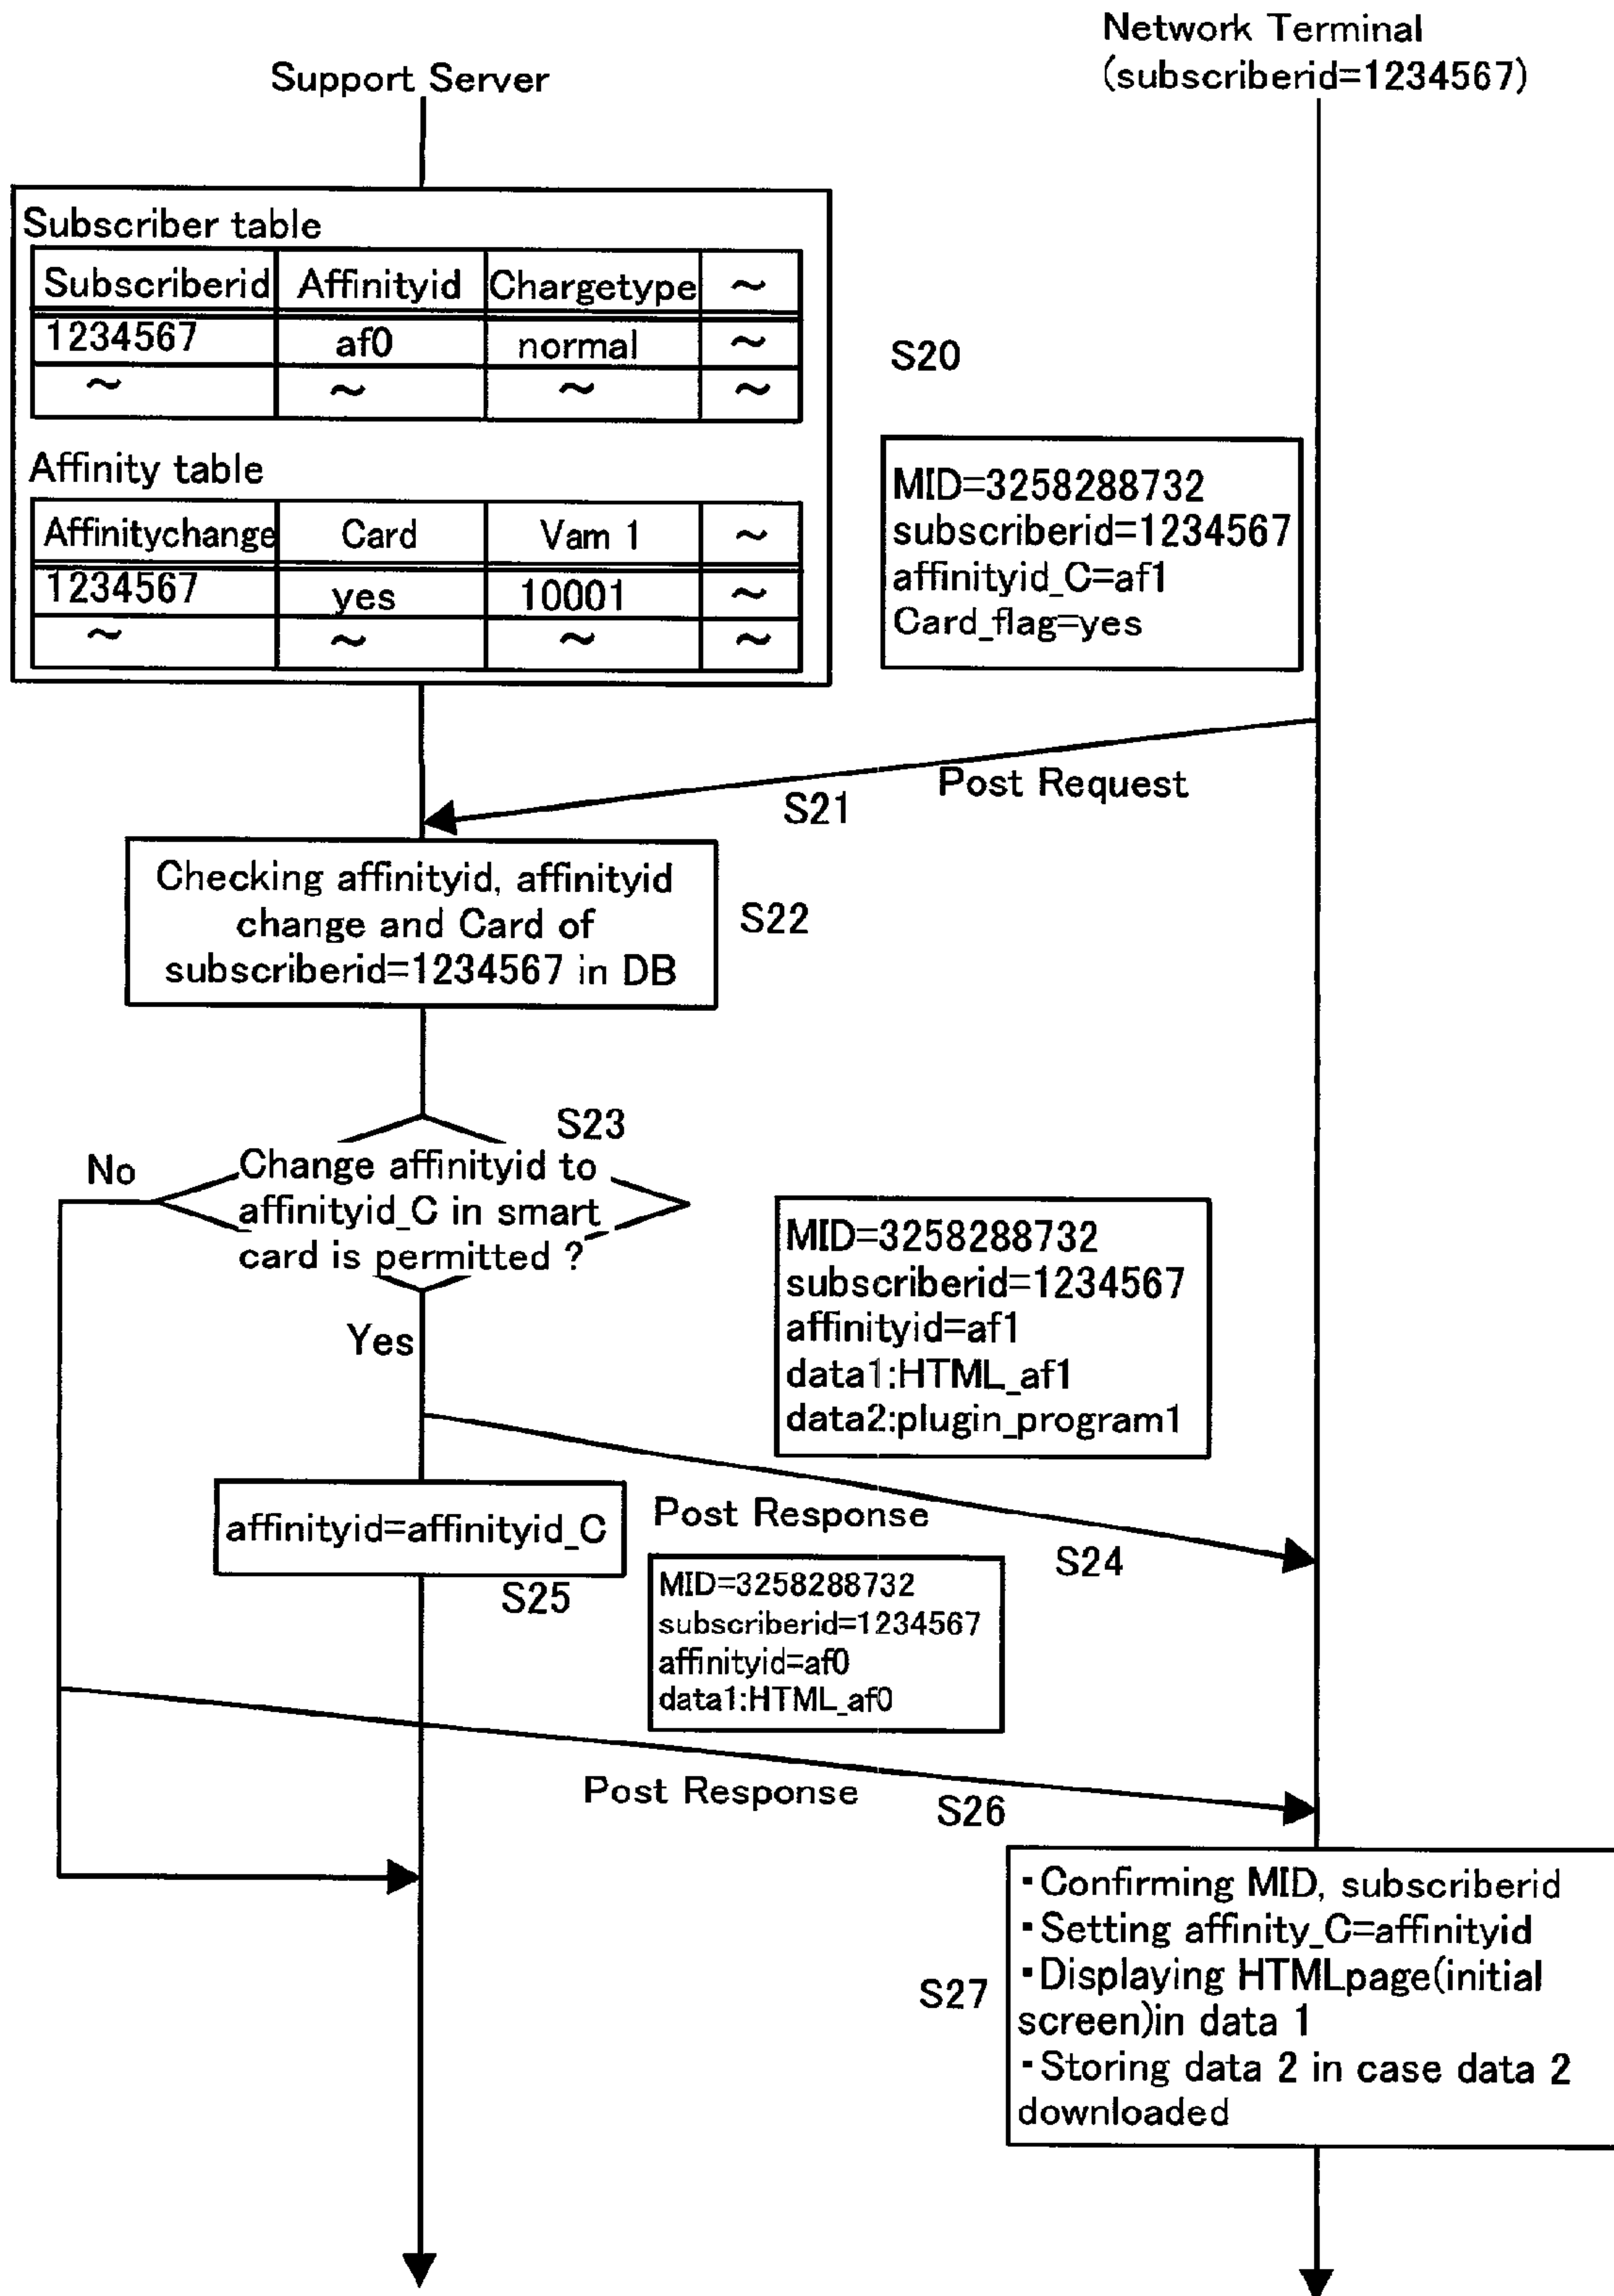 Network Terminal
(subscriberid=1234567)
Support Server
Subscriber table
Subscriberid Affinityid Chargetype ~
1234567 af0 normal ~
~ ~ ~ ~
S20
Affinity table
Affinitychange Card Vam 1 ~
1234567 yes 10001 ~
~ ~ ~ ~
MID=3258288732
subscriberid=1234567
affinityid_C=af1
Card_flag=yes
Post Request
S21
Checking affinityid, affinityid
change and Card of
subscriberid=1234567 in DB
S22
S23
No
Change affinityid to
affinityid_C in smart
card is permitted ?
Yes
MID=3258288732
subscriberid=1234567
affinityid=af1
data1:HTML_af1
data2:plugin_program1
Post Response
S24
affinityid=affinityid_C
S25
MID=3258288732
subscriberid=1234567
affinityid=af0
data1:HTML_af0
Post Response
S26
S27
▪Confirming MID, subscriberid
▪Setting affinity_C=affinityid
▪Displaying HTMLpage(initial
screen)in data 1
▪Storing data 2 in case data 2
downloaded